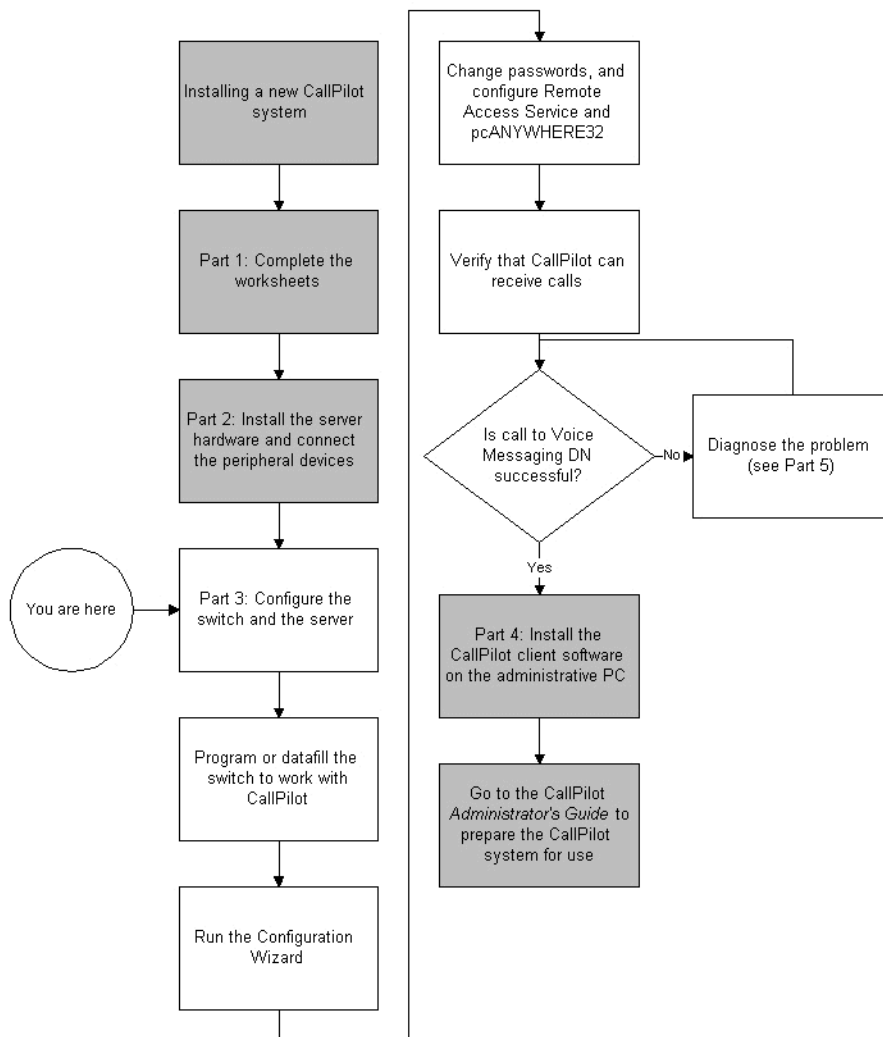 Installing a new CallPilot
system
Part 1: Complete the
worksheets
Part 2: Install the server
hardware and connect
the peripheral devices
You are here
Part 3: Configure the
switch and the server
Program or datafill the
switch to work with
CallPilot
Run the Configuration
Wizard
Change passwords, and
configure Remote
Access Service and
pcANYWHERE32
Verify that CallPilot can
receive calls
Is call to Voice
Messaging DN
successful?
No
Diagnose the problem
(see Part 5)
Yes
Part 4: Install the
CallPilot client software
on the administrative PC
Go to the CallPilot
Administrator's Guide to
prepare the CallPilot
system for use